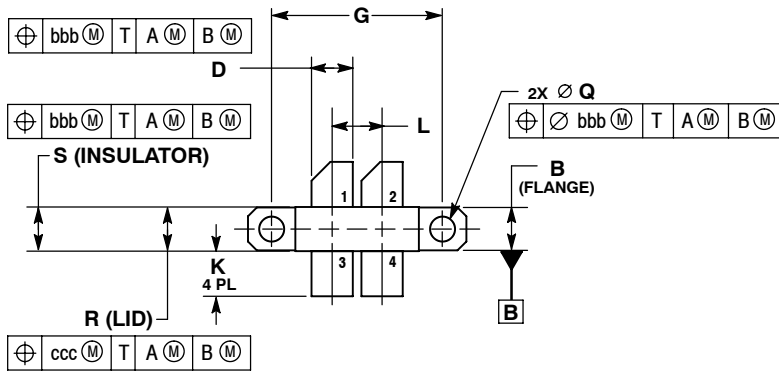 G
⌖ bbb Ⓜ T A Ⓜ B Ⓜ
D
2X ∅ Q
⌖ bbb Ⓜ T A Ⓜ B Ⓜ
L
⌖ ∅ bbb Ⓜ T A Ⓜ B Ⓜ
S (INSULATOR)
B
(FLANGE)
1 2
3 4
K
4 PL
R (LID)
B
⌖ ccc Ⓜ T A Ⓜ B Ⓜ